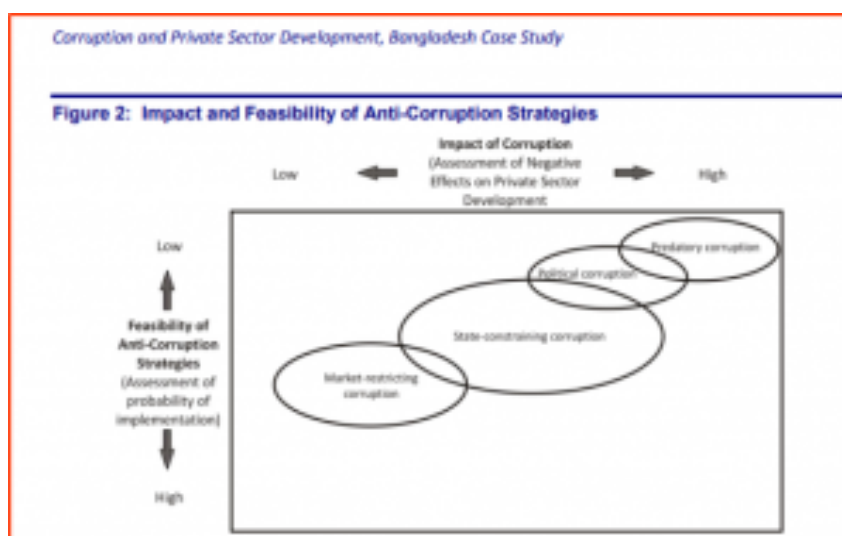 Corruption and Private Sector Development, Bangladesh Case Study
Figure 2: Impact and Feasibility of Anti-Corruption Strategies
Impact of Corruption
(Assessment of Negative
Effects on Private Sector
Development
Low
High
Low
Predatory corruption
Political corruption
Feasibility of
Anti-Corruption
Strategies
(Assessment of
probability of
implementation)
State-constraining corruption
Market-restricting
corruption
High